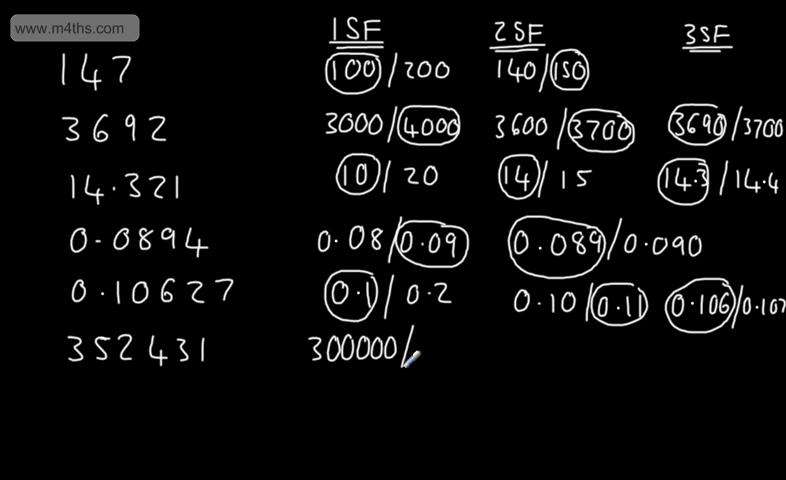 www.m4ths.com
1SF 2SF 3SF
147 100/200 140/150
3692 3000/4000 3600/3700 3690/3700
14.321 10/20 14/15 14.3/14.4
0.0894 0.08/0.09 0.089/0.090
0.10627 0.1/0.2 0.10/0.11 0.106/0.107
352431 300000/